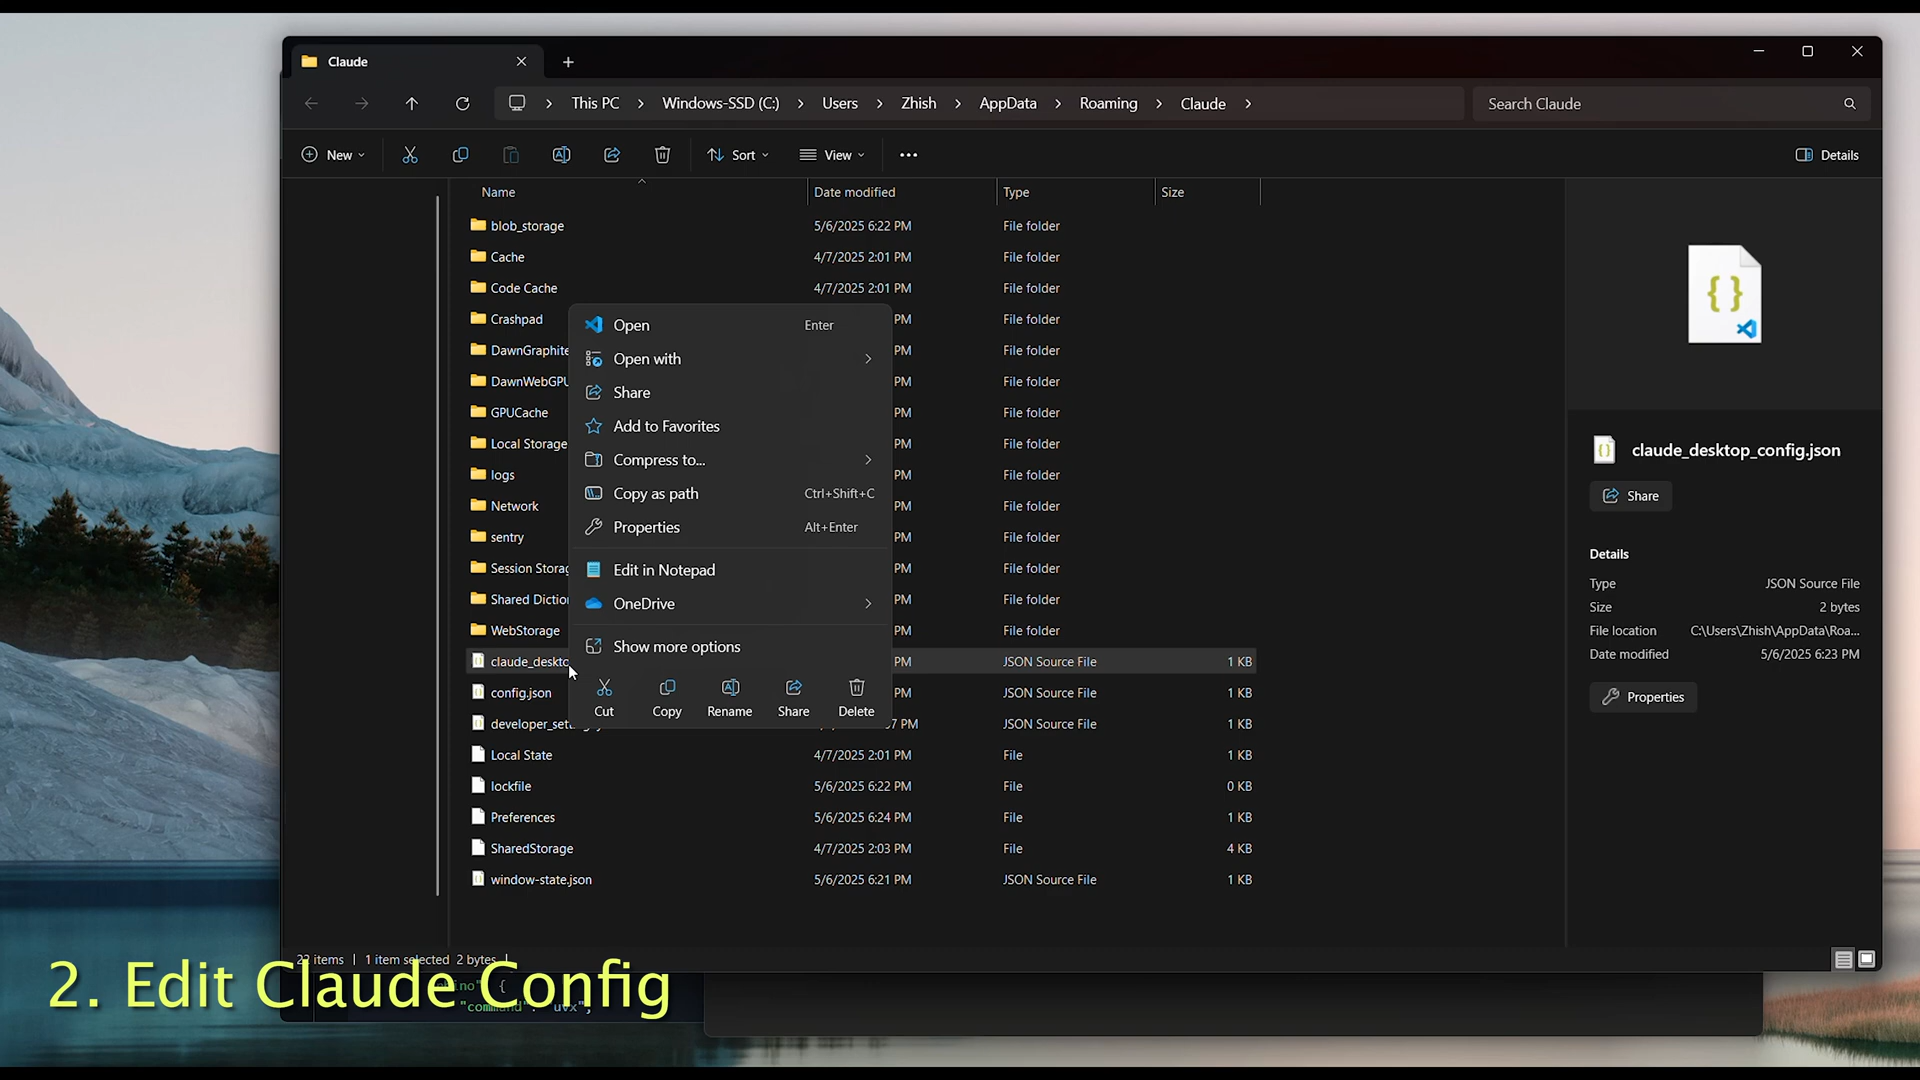 Claude
This PC
Windows-SSD (C:)
Users
Zhish
AppData
Roaming
Claude
Search Claude
New
Sort
View
Details
Name Date modified Type Size
blob_storage 5/6/2025 6:22 PM File folder
Cache 4/7/2025 2:01 PM File folder
Code Cache 4/7/2025 2:01 PM File folder
Crashpad PM File folder
DawnGraphite PM File folder
DawnWebGPU PM File folder
GPUCache PM File folder
Local Storage PM File folder
logs PM File folder
Network PM File folder
sentry PM File folder
Session Storag PM File folder
Shared Dictio PM File folder
WebStorage PM File folder
claude_deskto PM JSON Source File 1 KB
config.json PM JSON Source File 1 KB
developer_set 7 PM JSON Source File 1 KB
Local State 4/7/2025 2:01 PM File 1 KB
lockfile 5/6/2025 6:22 PM File 0 KB
Preferences 5/6/2025 6:24 PM File 1 KB
SharedStorage 4/7/2025 2:03 PM File 4 KB
window-state.json 5/6/2025 6:21 PM JSON Source File 1 KB
Open Enter
Open with
Share
Add to Favorites
Compress to...
Copy as path Ctrl+Shift+C
Properties Alt+Enter
Edit in Notepad
OneDrive
Show more options
Cut Copy Rename Share Delete
claude_desktop_config.json
Share
Details
Type JSON Source File
Size 2 bytes
File location C:\Users\Zhish\AppData\Roa...
Date modified 5/6/2025 6:23 PM
Properties
22 items 1 item selected 2 bytes
2. Edit Claude Config
"command": "uvx",